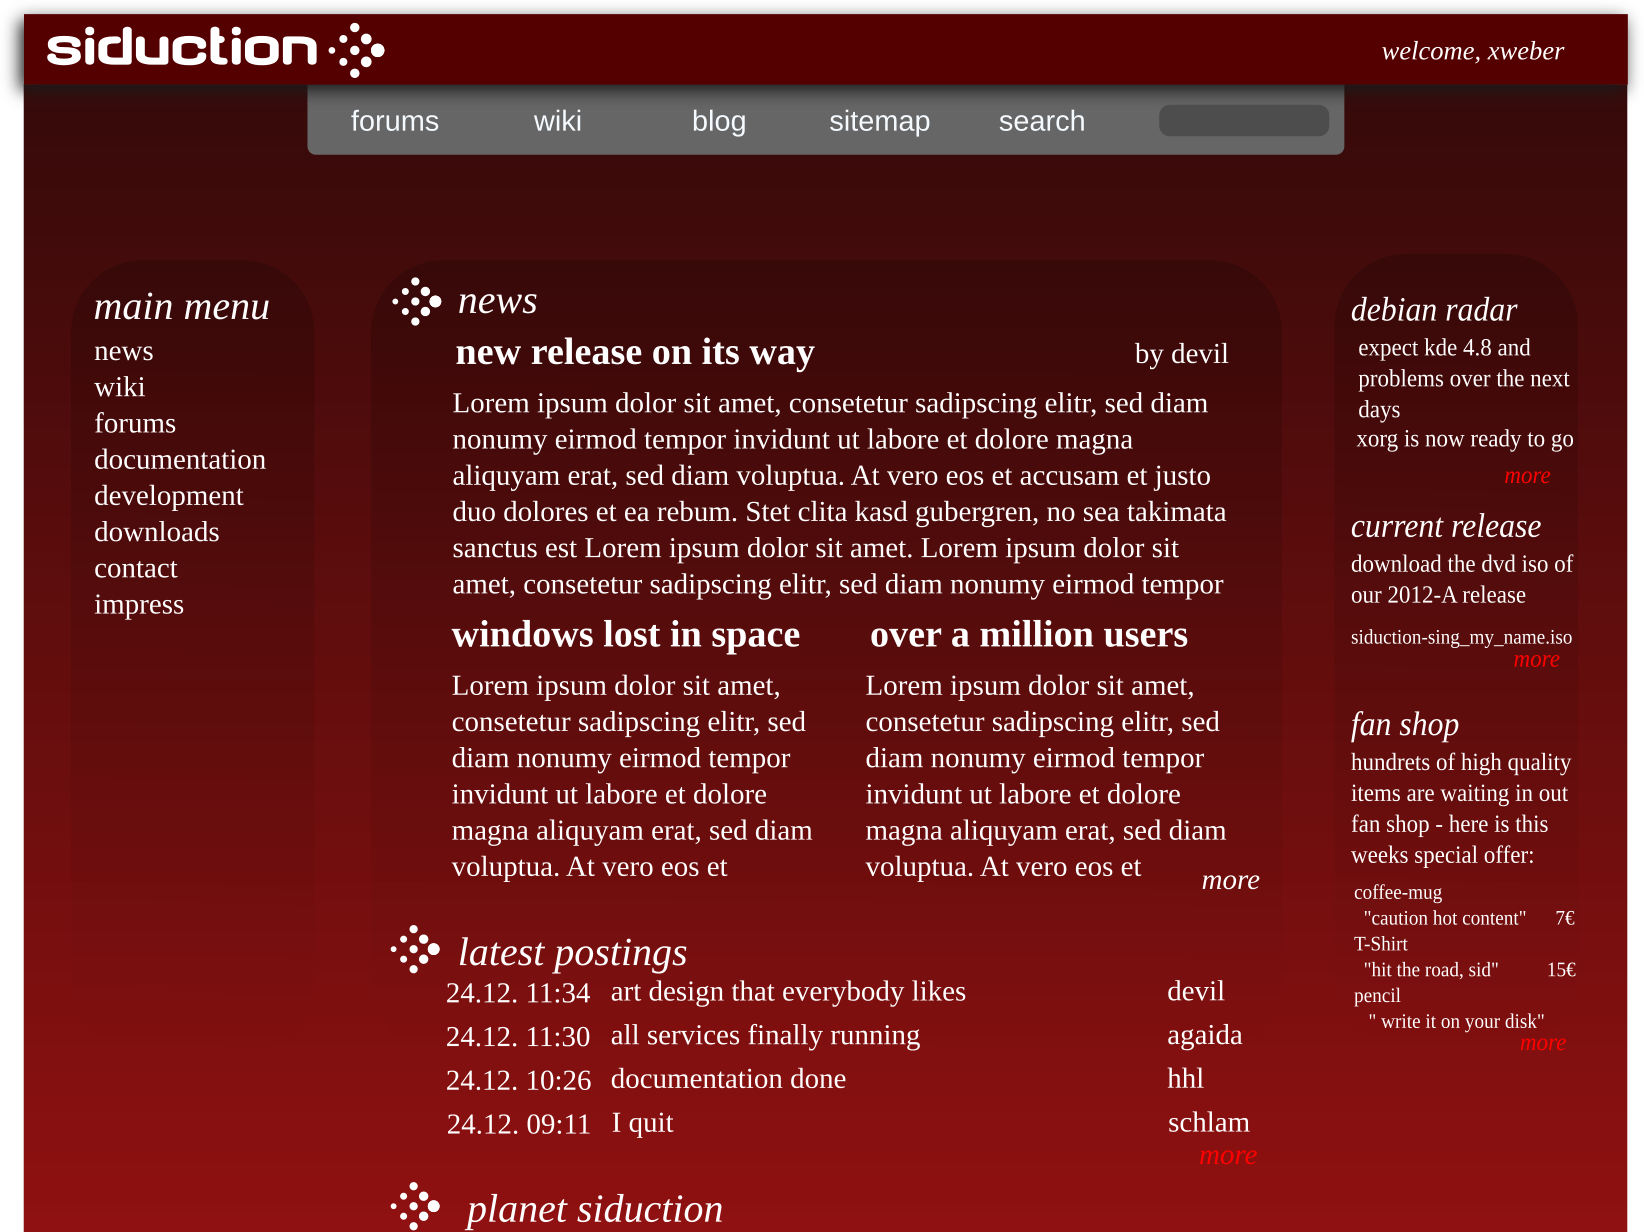 siduction
welcome, xweber
forums wiki blog sitemap search
main menu
news
wiki
forums
documentation
development
downloads
contact
impress
news
new release on its way by devil
Lorem ipsum dolor sit amet, consetetur sadipscing elitr, sed diam
nonumy eirmod tempor invidunt ut labore et dolore magna
aliquyam erat, sed diam voluptua. At vero eos et accusam et justo
duo dolores et ea rebum. Stet clita kasd gubergren, no sea takimata
sanctus est Lorem ipsum dolor sit amet. Lorem ipsum dolor sit
amet, consetetur sadipscing elitr, sed diam nonumy eirmod tempor
windows lost in space
Lorem ipsum dolor sit amet,
consetetur sadipscing elitr, sed
diam nonumy eirmod tempor
invidunt ut labore et dolore
magna aliquyam erat, sed diam
voluptua. At vero eos et
over a million users
Lorem ipsum dolor sit amet,
consetetur sadipscing elitr, sed
diam nonumy eirmod tempor
invidunt ut labore et dolore
magna aliquyam erat, sed diam
voluptua. At vero eos et
more
latest postings
24.12. 11:34 art design that everybody likes devil
24.12. 11:30 all services finally running agaida
24.12. 10:26 documentation done hhl
24.12. 09:11 I quit schlam
more
planet siduction
debian radar
expect kde 4.8 and
problems over the next
days
xorg is now ready to go
more
current release
download the dvd iso of
our 2012-A release
siduction-sing_my_name.iso
more
fan shop
hundrets of high quality
items are waiting in out
fan shop - here is this
weeks special offer:
coffee-mug
"caution hot content" 7€
T-Shirt
"hit the road, sid" 15€
pencil
" write it on your disk"
more